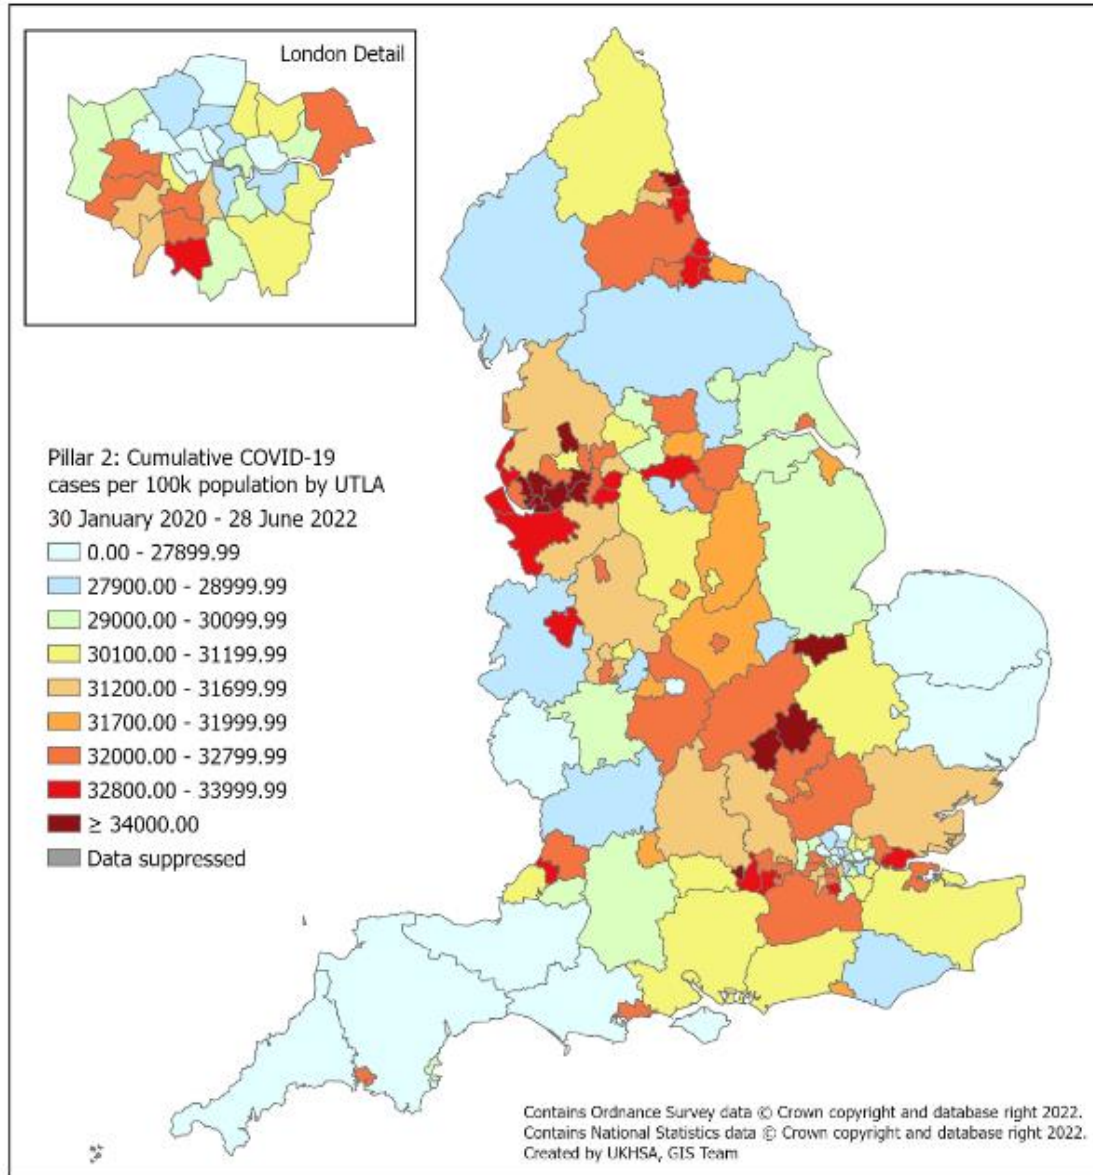 London Detail
Pillar 2: Cumulative COVID-19
cases per 100k population by UTLA
30 January 2020 - 28 June 2022
0.00 - 27899.99
27900.00 - 28999.99
29000.00 - 30099.99
30100.00 - 31199.99
31200.00 - 31699.99
31700.00 - 31999.99
32000.00 - 32799.99
32800.00 - 33999.99
≥ 34000.00
Data suppressed
Contains Ordnance Survey data © Crown copyright and database right 2022.
Contains National Statistics data © Crown copyright and database right 2022.
Created by UKHSA, GIS Team